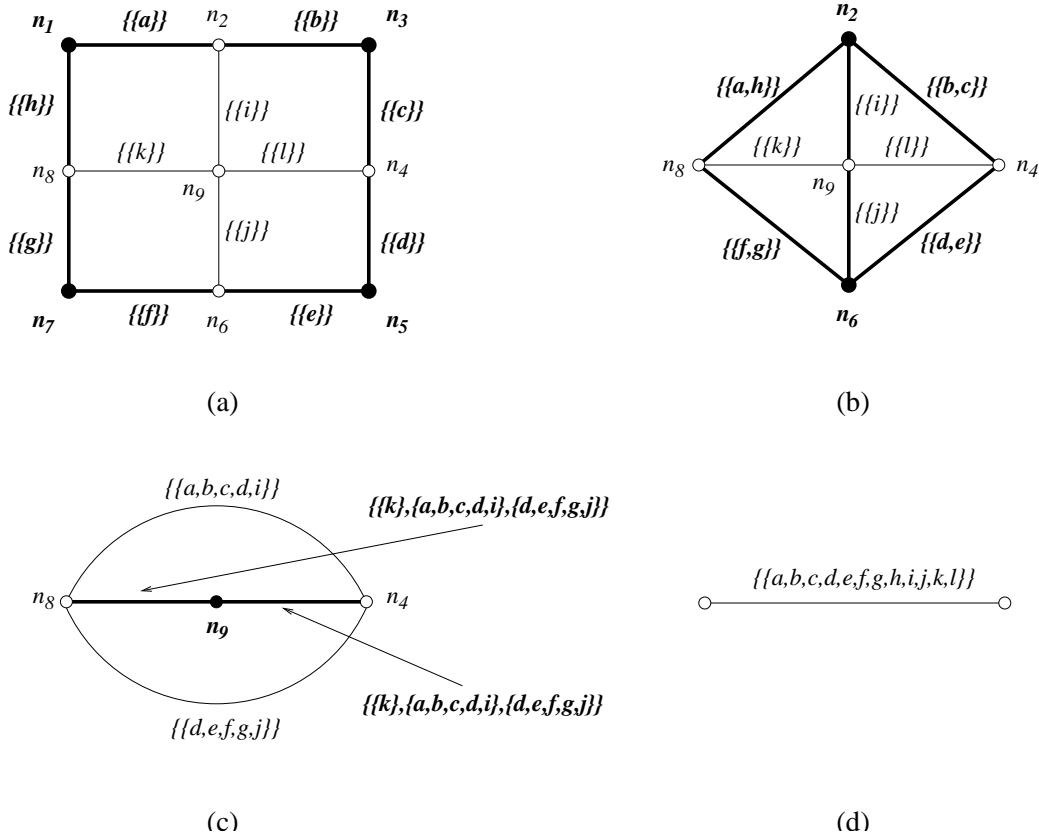 n1 {{a}} n2 {{b}} n3
{{h}} {{i}} {{c}}
n8 {{k}} {{l}} n4
n9
{{g}} {{j}} {{d}}
n7 {{f}} n6 {{e}} n5
(a)
n2
{{a,h}} {{i}} {{b,c}}
n8 {{k}} {{l}} n4
n9
{{f,g}} {{j}} {{d,e}}
n6
(b)
{{a,b,c,d,i}}
{{k},{a,b,c,d,i},{d,e,f,g,j}}
n8 n4
n9
{{k},{a,b,c,d,i},{d,e,f,g,j}}
{{d,e,f,g,j}}
(c)
{{a,b,c,d,e,f,g,h,i,j,k,l}}
(d)